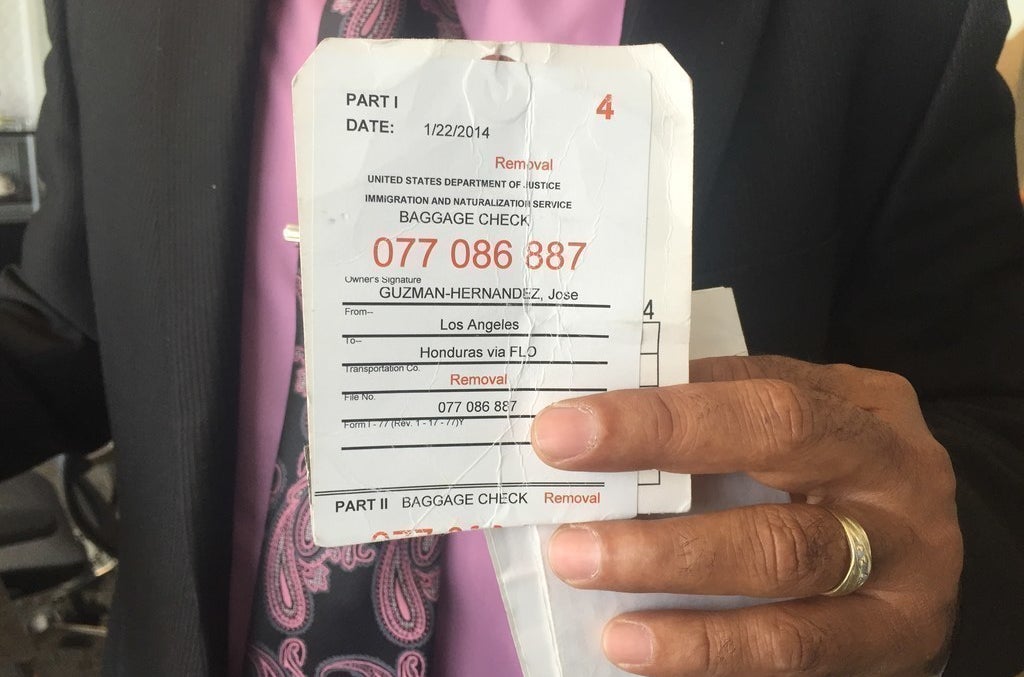 PART I
4
DATE: 1/22/2014
Removal
UNITED STATES DEPARTMENT OF JUSTICE
IMMIGRATION AND NATURALIZATION SERVICE
BAGGAGE CHECK
077 086 887
Owner's Signature
GUZMAN-HERNANDEZ, Jose
From--
Los Angeles
To--
Honduras via FLO
Transportation Co.
Removal
File No.
077 086 887
Form I - 77 (Rev. 1 - 17 - 77)Y
4
PART II BAGGAGE CHECK Removal